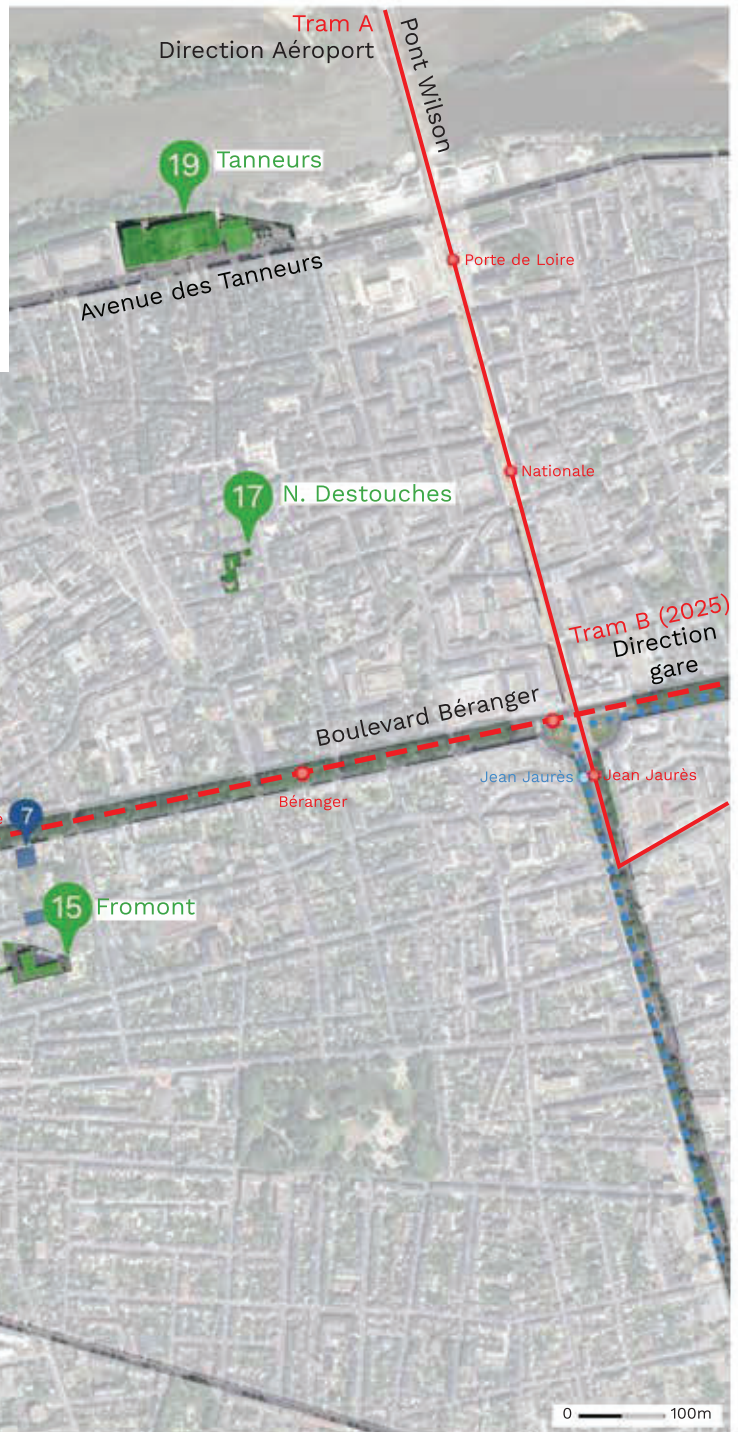 Tram A
Direction Aéroport
Pont Wilson
19 Tanneurs
Porte de Loire
Avenue des Tanneurs
Nationale
17 N. Destouches
Tram B (2025)
Direction
gare
Boulevard Béranger
Jean Jaurès
Jean Jaurès
Béranger
7
15 Fromont
0 100m